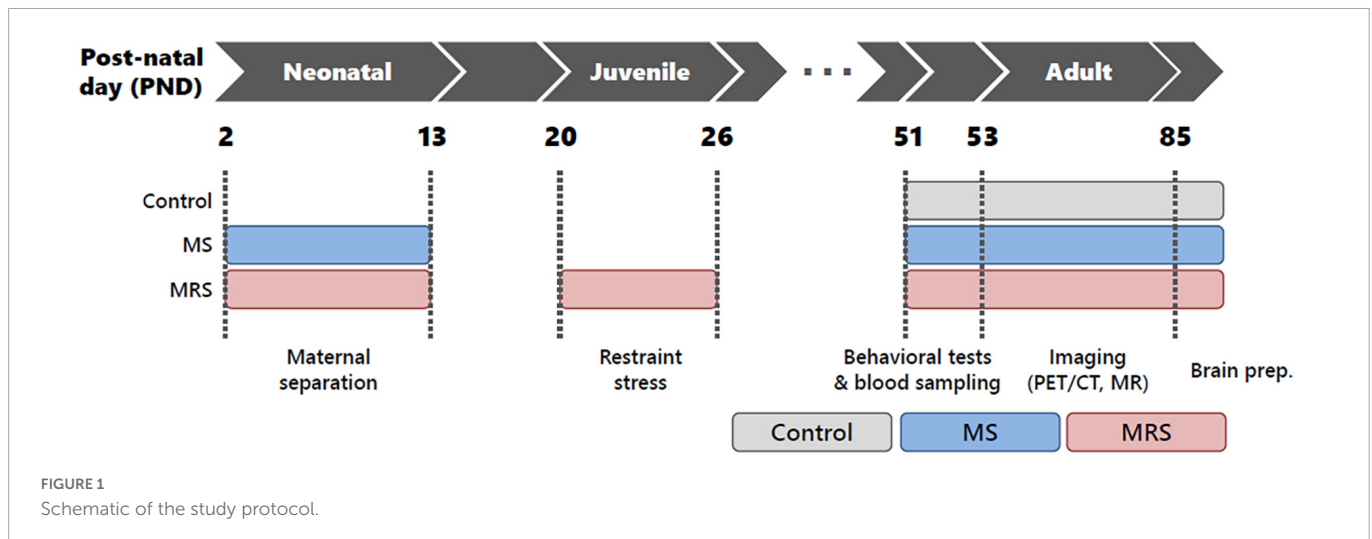 Post-natal
day (PND)
Neonatal
Juvenile
...
Adult
2
13
20
26
51
53
85
Control
MS
MRS
Maternal
separation
Restraint
stress
Behavioral tests
& blood sampling
Imaging
(PET/CT, MR)
Brain prep.
Control
MS
MRS
FIGURE 1
Schematic of the study protocol.